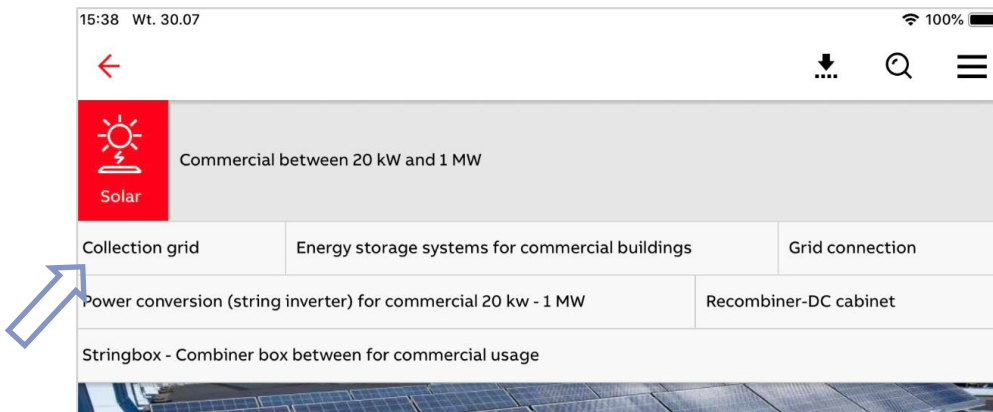 15:38 Wt. 30.07 100%
Commercial between 20 kW and 1 MW
Solar
Collection grid Energy storage systems for commercial buildings Grid connection
Power conversion (string inverter) for commercial 20 kw - 1 MW Recombiner-DC cabinet
Stringbox - Combiner box between for commercial usage